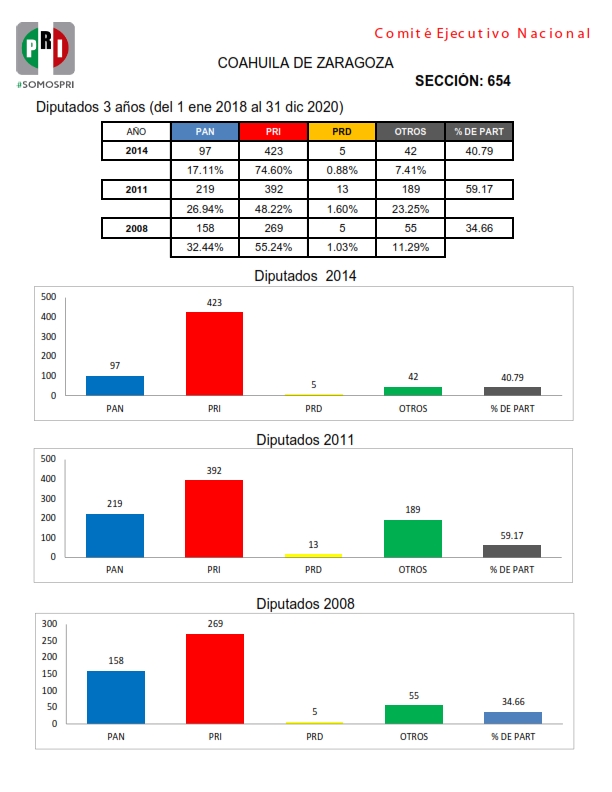 Comité Ejecutivo Nacional
PRI
#SOMOSPRI
COAHUILA DE ZARAGOZA
SECCIÓN: 654
Diputados 3 años (del 1 ene 2018 al 31 dic 2020)
AÑO PAN PRI PRD OTROS % DE PART
2014 97 423 5 42 40.79
17.11% 74.60% 0.88% 7.41%
2011 219 392 13 189 59.17
26.94% 48.22% 1.60% 23.25%
2008 158 269 5 55 34.66
32.44% 55.24% 1.03% 11.29%
Diputados 2014
500
400
300
200
100
0
97 423 5 42 40.79
PAN PRI PRD OTROS % DE PART
Diputados 2011
500
400
300
200
100
0
219 392 13 189 59.17
PAN PRI PRD OTROS % DE PART
Diputados 2008
300
250
200
150
100
50
0
158 269 5 55 34.66
PAN PRI PRD OTROS % DE PART